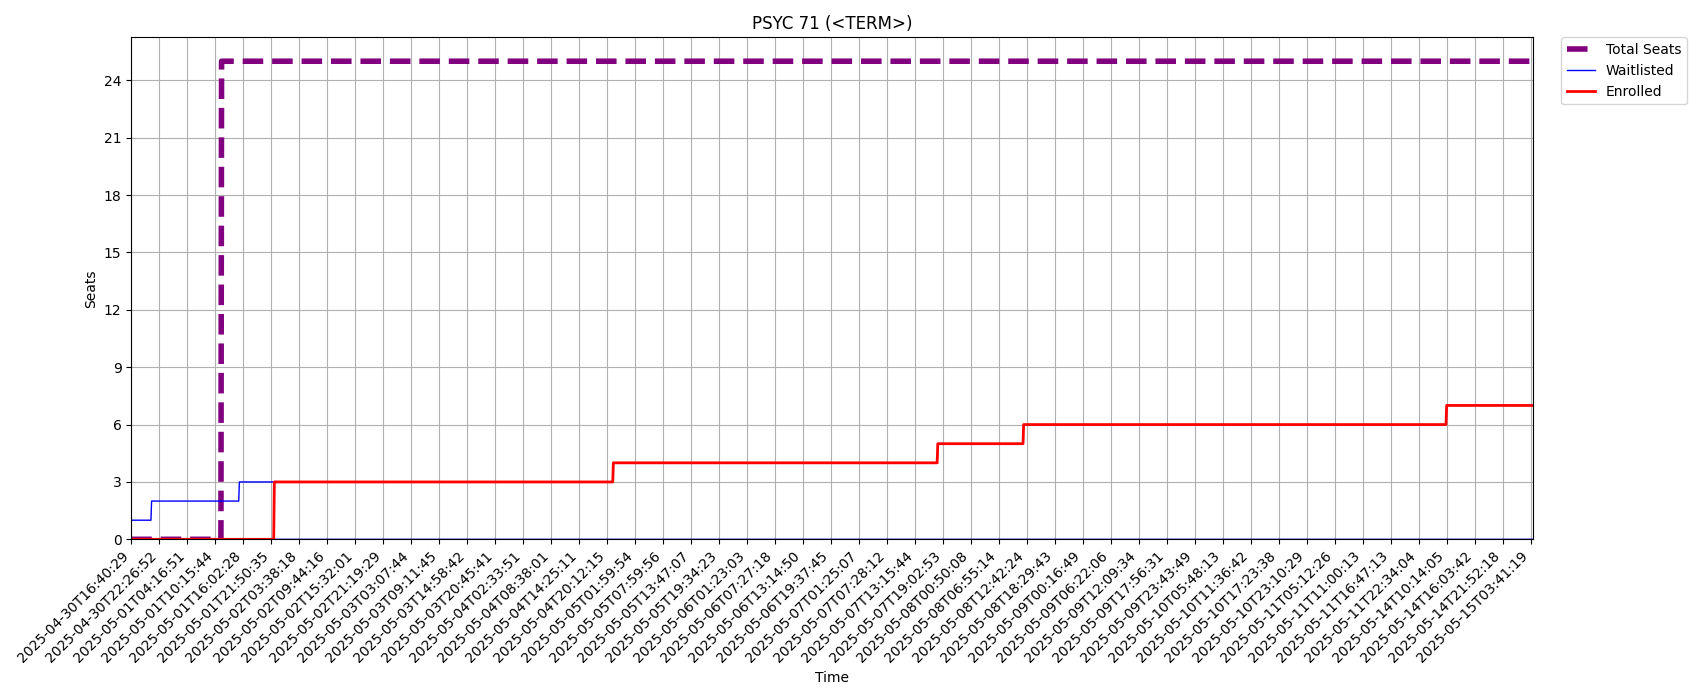 PSYC 71 (<TERM>)
Total Seats
Waitlisted
Enrolled
Seats
24
21
18
15
12
9
6
3
0
2025-04-30T16:40:29
2025-04-30T22:26:52
2025-05-01T04:16:51
2025-05-01T10:15:44
2025-05-01T16:02:28
2025-05-01T21:50:35
2025-05-02T03:38:18
2025-05-02T09:44:16
2025-05-02T15:32:01
2025-05-02T21:19:29
2025-05-03T03:07:44
2025-05-03T09:11:45
2025-05-03T14:58:42
2025-05-03T20:45:41
2025-05-04T02:33:51
2025-05-04T08:38:01
2025-05-04T14:25:11
2025-05-04T20:12:15
2025-05-05T01:59:54
2025-05-05T07:59:56
2025-05-05T13:47:07
2025-05-05T19:34:23
2025-05-06T01:23:03
2025-05-06T07:27:18
2025-05-06T13:14:50
2025-05-06T19:37:45
2025-05-07T01:25:07
2025-05-07T07:28:12
2025-05-07T13:15:44
2025-05-07T19:02:53
2025-05-08T00:50:08
2025-05-08T06:55:14
2025-05-08T12:42:24
2025-05-08T18:29:43
2025-05-09T00:16:49
2025-05-09T06:22:06
2025-05-09T12:09:34
2025-05-09T17:56:31
2025-05-09T23:43:49
2025-05-10T05:48:13
2025-05-10T11:36:42
2025-05-10T17:23:38
2025-05-10T23:10:29
2025-05-11T05:12:26
2025-05-11T11:00:13
2025-05-11T16:47:13
2025-05-11T22:34:04
2025-05-14T10:14:05
2025-05-14T16:03:42
2025-05-14T21:52:18
2025-05-15T03:41:19
Time